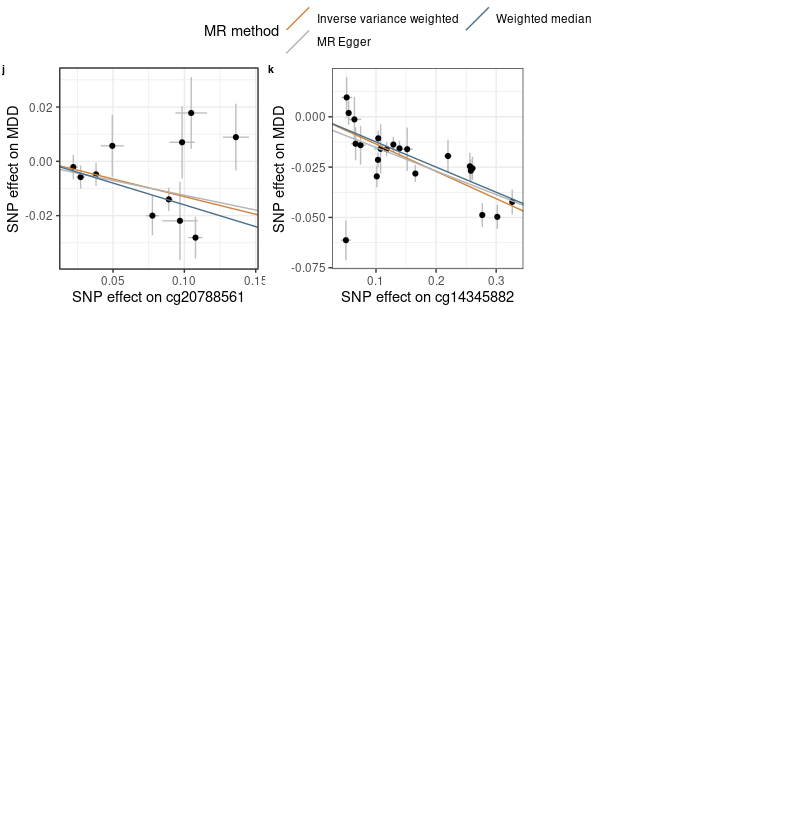 MR method
Inverse variance weighted
Weighted median
MR Egger
j
SNP effect on MDD
0.02
0.00
-0.02
0.05
0.10
0.15
SNP effect on cg20788561
k
SNP effect on MDD
0.000
-0.025
-0.050
-0.075
0.1
0.2
0.3
SNP effect on cg14345882